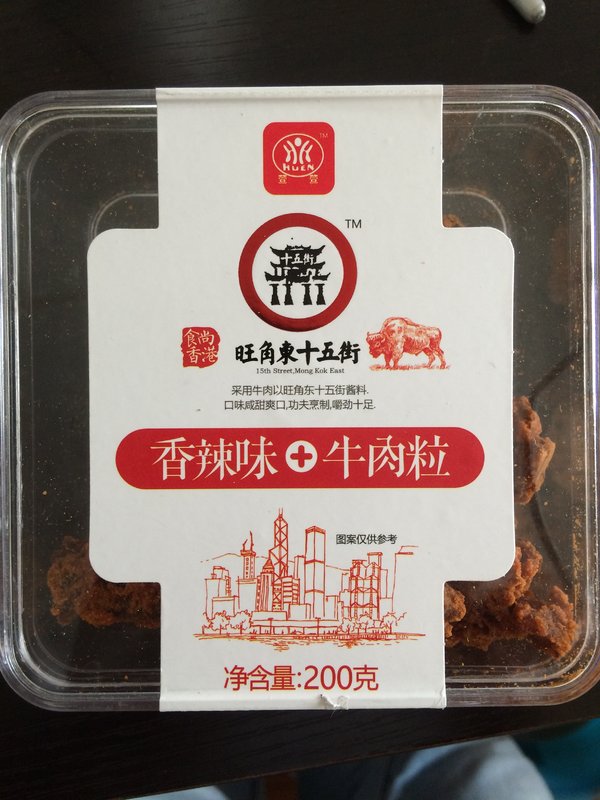 TM
HUEN
萱萱
TM
十五街
食尚
香港
旺角東十五街
15th Street,Mong Kok East
采用牛肉以旺角东十五街酱料.
口味咸甜爽口,功夫烹制,嚼劲十足.
香辣味+牛肉粒
图案仅供参考
净含量:200克